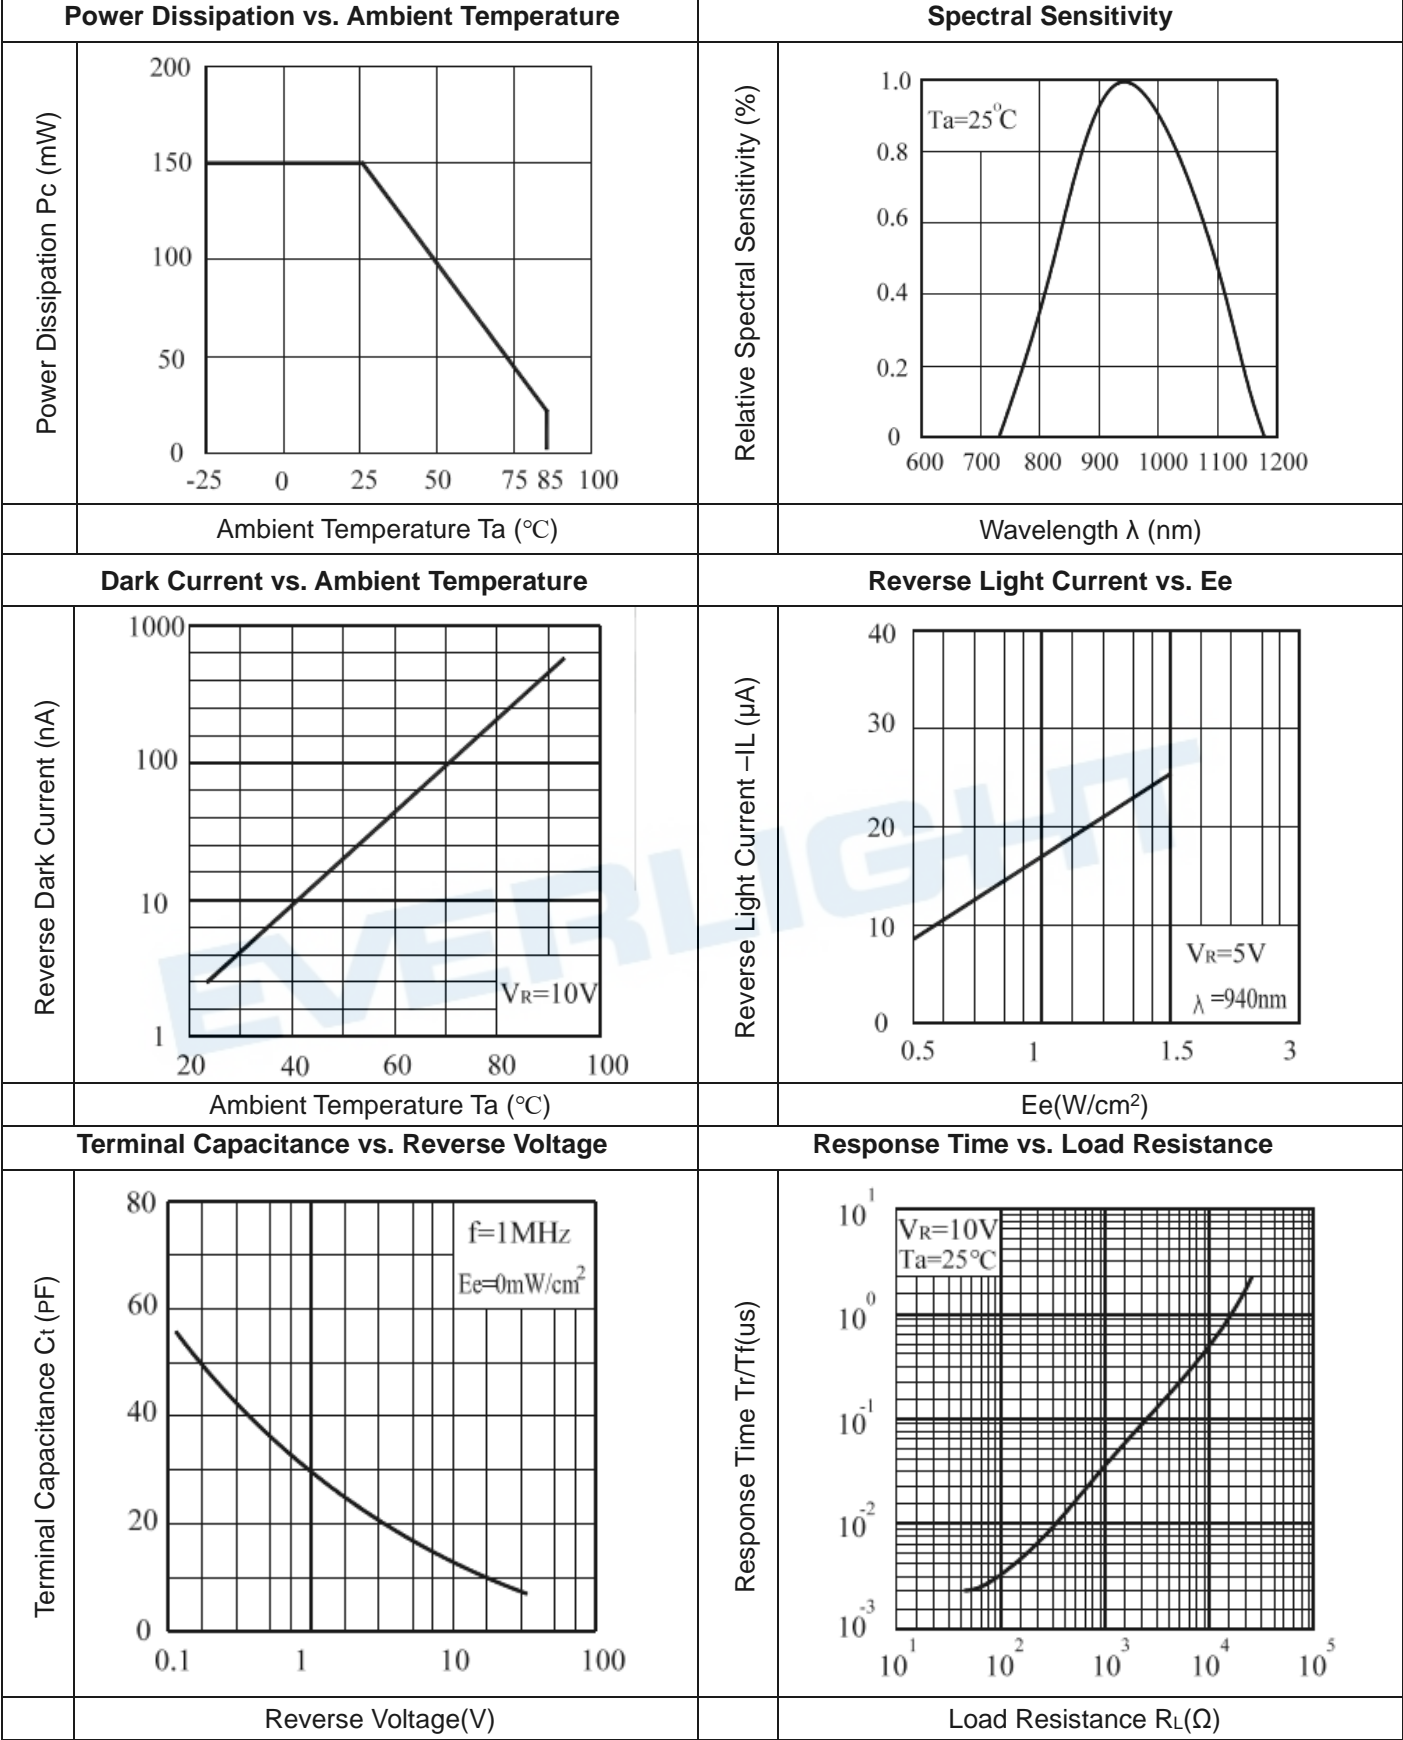 Power Dissipation vs. Ambient Temperature
Power Dissipation Pc (mW)
200
150
100
50
0
-25 0 25 50 75 85 100
Ambient Temperature Ta (℃)
Spectral Sensitivity
Relative Spectral Sensitivity (%)
Ta=25°C
1.0
0.8
0.6
0.4
0.2
0
600 700 800 900 1000 1100 1200
Wavelength λ (nm)
Dark Current vs. Ambient Temperature
Reverse Dark Current (nA)
1000
100
10
1
VR=10V
20 40 60 80 100
Ambient Temperature Ta (℃)
Reverse Light Current vs. Ee
Reverse Light Current –IL (μA)
40
30
20
10
0
VR=5V
λ =940nm
0.5 1 1.5 3
Ee(W/cm²)
EVERLIGHT
Terminal Capacitance vs. Reverse Voltage
Terminal Capacitance Ct (PF)
80
60
40
20
0
f=1MHz
Ee=0mW/cm²
0.1 1 10 100
Reverse Voltage(V)
Response Time vs. Load Resistance
Response Time Tr/Tf(us)
VR=10V
Ta=25℃
10¹
10⁰
10⁻¹
10⁻²
10⁻³
10¹ 10² 10³ 10⁴ 10⁵
Load Resistance RL(Ω)